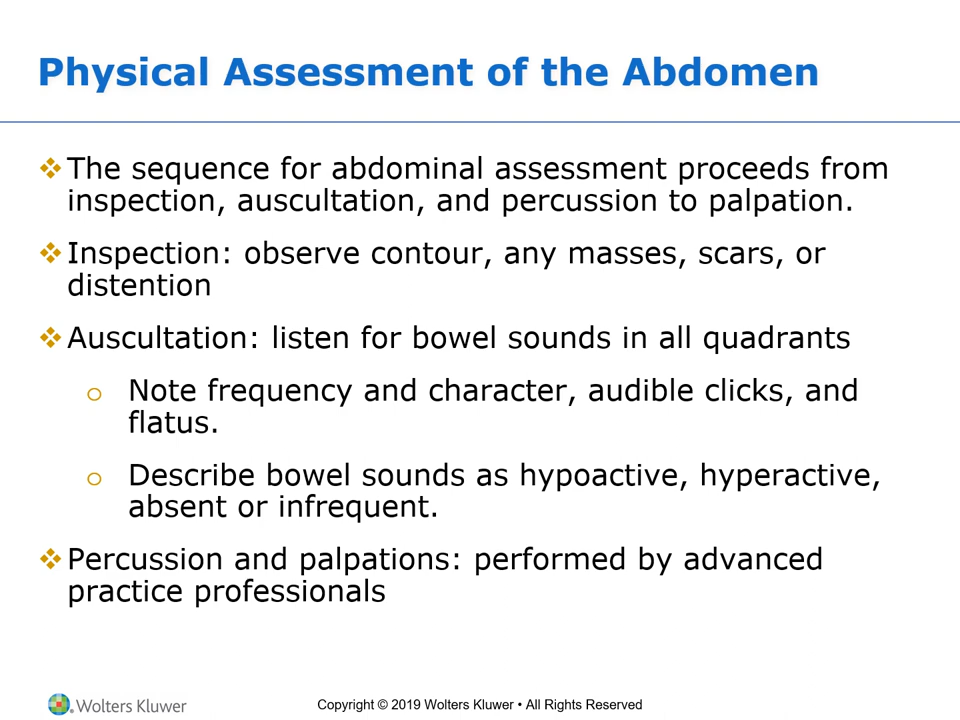 Physical Assessment of the Abdomen
❖The sequence for abdominal assessment proceeds from
inspection, auscultation, and percussion to palpation.
❖Inspection: observe contour, any masses, scars, or
distention
❖Auscultation: listen for bowel sounds in all quadrants
o Note frequency and character, audible clicks, and
flatus.
o Describe bowel sounds as hypoactive, hyperactive,
absent or infrequent.
❖Percussion and palpations: performed by advanced
practice professionals
Wolters Kluwer
Copyright © 2019 Wolters Kluwer • All Rights Reserved